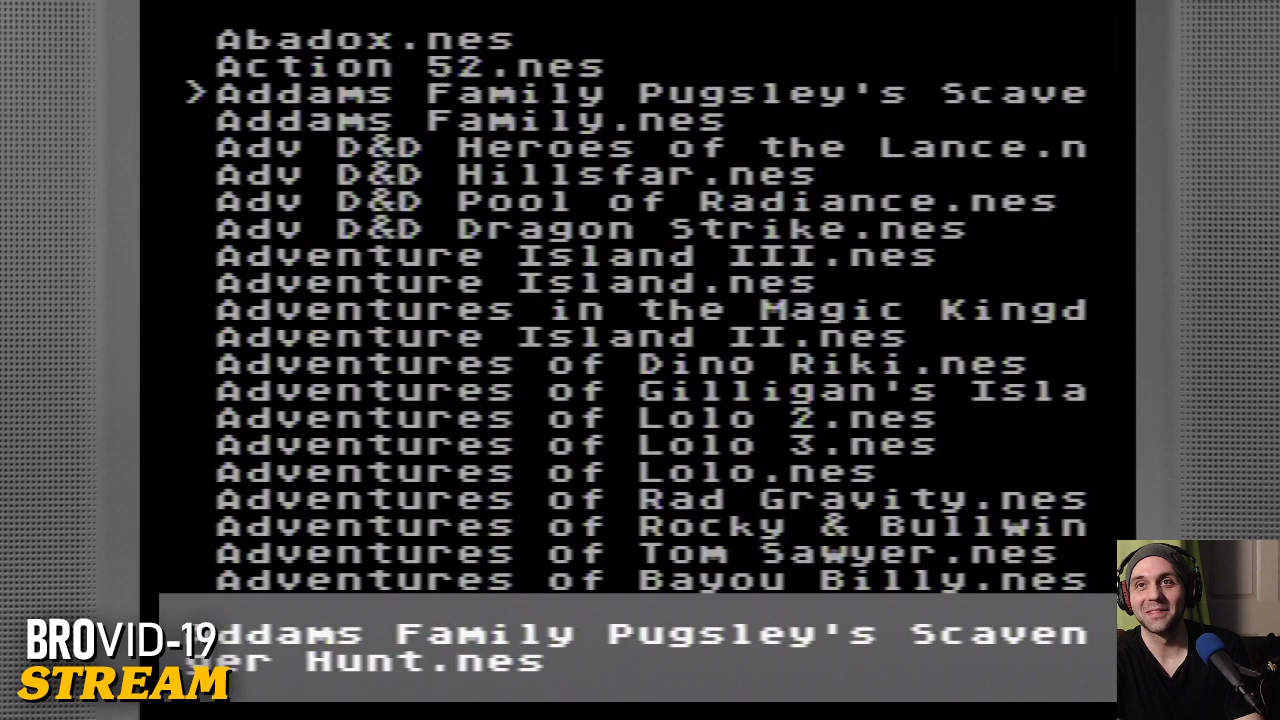 Abadox.nes
Action 52.nes
>Addams Family Pugsley's Scave
Addams Family.nes
Adv D&D Heroes of the Lance.n
Adv D&D Hillsfar.nes
Adv D&D Pool of Radiance.nes
Adv D&D Dragon Strike.nes
Adventure Island III.nes
Adventure Island.nes
Adventures in the Magic Kingd
Adventure Island II.nes
Adventures of Dino Riki.nes
Adventures of Gilligan's Isla
Adventures of Lolo 2.nes
Adventures of Lolo 3.nes
Adventures of Lolo.nes
Adventures of Rad Gravity.nes
Adventures of Rocky & Bullwin
Adventures of Tom Sawyer.nes
Adventures of Bayou Billy.nes
ddams Family Pugsley's Scaven
ger Hunt.nes
BROVID-19
STREAM